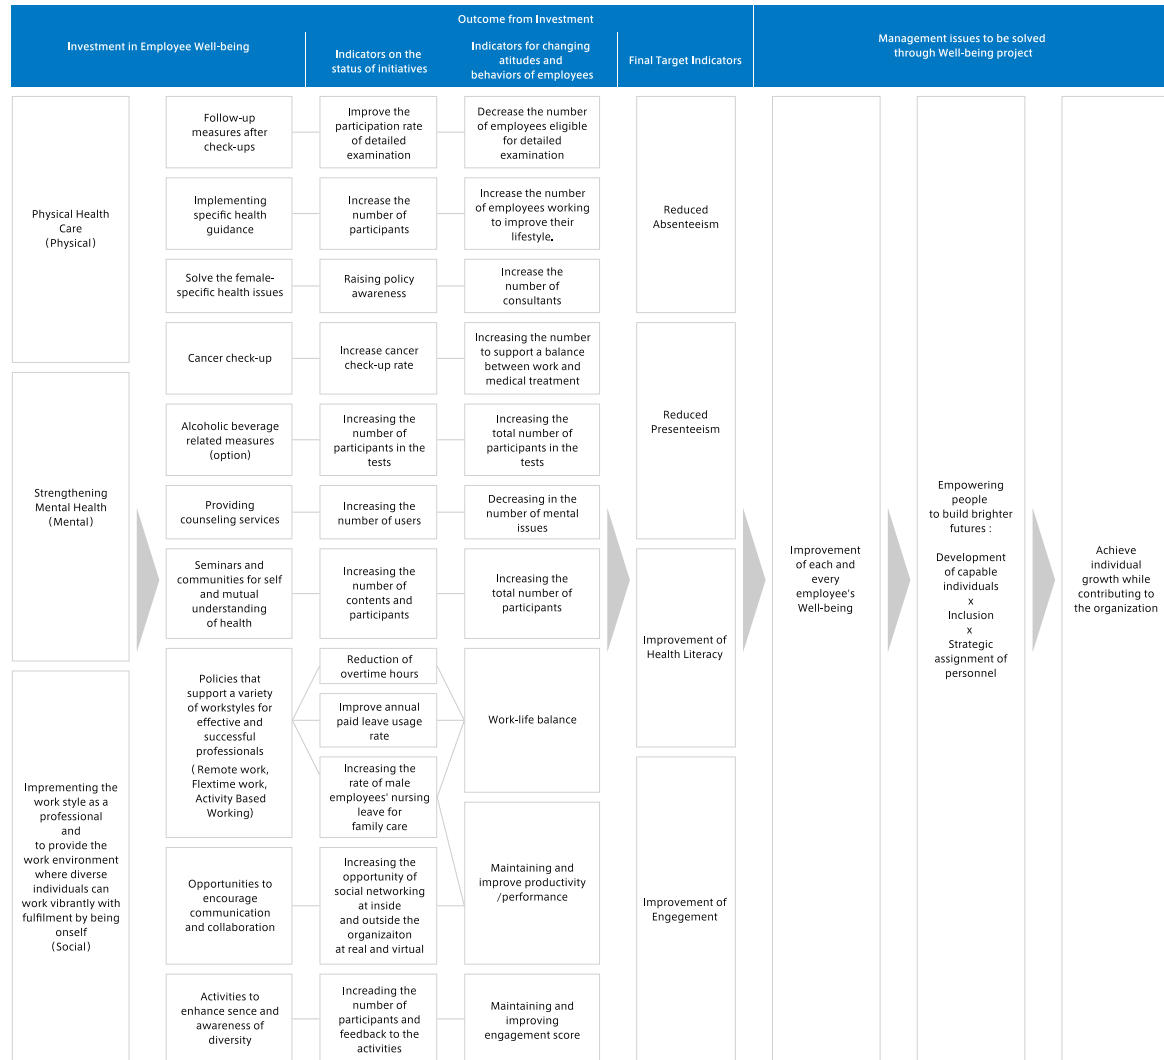 Investment in Employee Well-being
Outcome from Investment
Indicators on the
status of initiatives
Indicators for changing
atitudes and
behaviors of employees
Final Target Indicators
Management issues to be solved
through Well-being project
Physical Health
Care
(Physical)
Strengthening
Mental Health
(Mental)
Imprementing the
work style as a
professional
and
to provide the
work environment
where diverse
individuals can
work vibrantly with
fulfilment by being
onself
(Social)
Follow-up
measures after
check-ups
Improve the
participation rate
of detailed
examination
Decrease the number
of employees eligible
for detailed
examination
Implementing
specific health
guidance
Increase the
number of
participants
Increase the number
of employees working
to improve their
lifestyle.
Solve the female-
specific health issues
Raising policy
awareness
Increase the
number of
consultants
Cancer check-up
Increase cancer
check-up rate
Increasing the number
to support a balance
between work and
medical treatment
Alcoholic beverage
related measures
(option)
Increasing the
number of
participants in the
tests
Increasing the
total number of
participants in the
tests
Providing
counseling services
Increasing the
number of users
Decreasing in the
number of mental
issues
Seminars and
communities for self
and mutual
understanding
of health
Increasing the
number of
contents and
participants
Increasing the
total number of
participants
Policies that
support a variety
of workstyles for
effective and
successful
professionals
( Remote work,
Flextime work,
Activity Based
Working)
Reduction of
overtime hours
Improve annual
paid leave usage
rate
Increasing the
rate of male
employees' nursing
leave for
family care
Work-life balance
Opportunities to
encourage
communication
and collaboration
Increasing the
opportunity of
social networking
at inside
and outside the
organizaiton
at real and virtual
Maintaining and
improve productivity
/performance
Activities to
enhance sence and
awareness of
diversity
Increading the
number of
participants and
feedback to the
activities
Maintaining and
improving
engagement score
Reduced
Absenteeism
Reduced
Presenteeism
Improvement of
Health Literacy
Improvement of
Engegement
Improvement
of each and
every
employee's
Well-being
Empowering
people
to build brighter
futures :
Development
of capable
individuals
x
Inclusion
x
Strategic
assignment of
personnel
Achieve
individual
growth while
contributing to
the organization